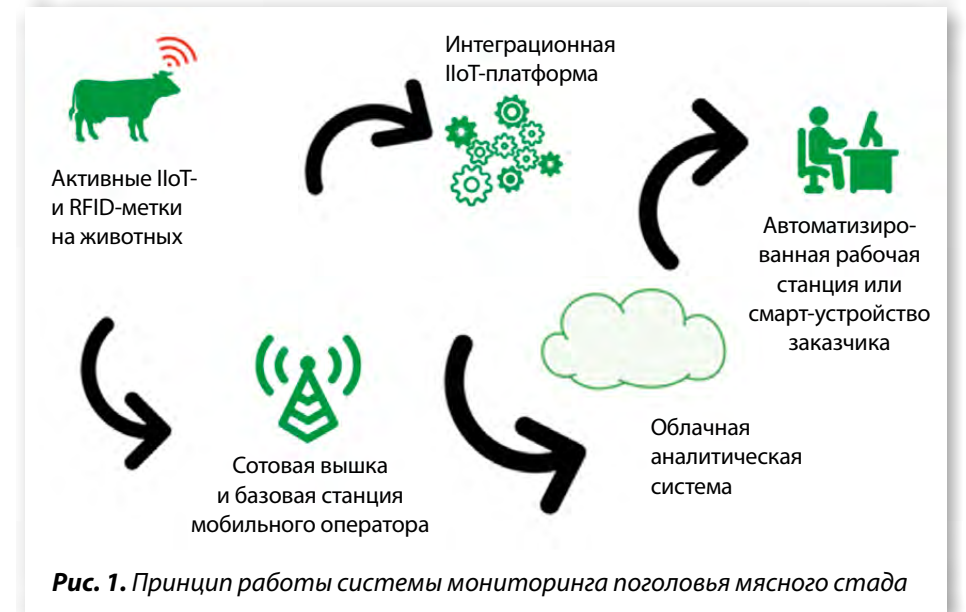 Активные IIoT-
и RFID-метки
на животных
Сотовая вышка
и базовая станция
мобильного оператора
Интеграционная
IIoT-платформа
Облачная
аналитическая
система
Автоматизиро-
ванная рабочая
станция или
смарт-устройство
заказчика
Рис. 1. Принцип работы системы мониторинга поголовья мясного стада